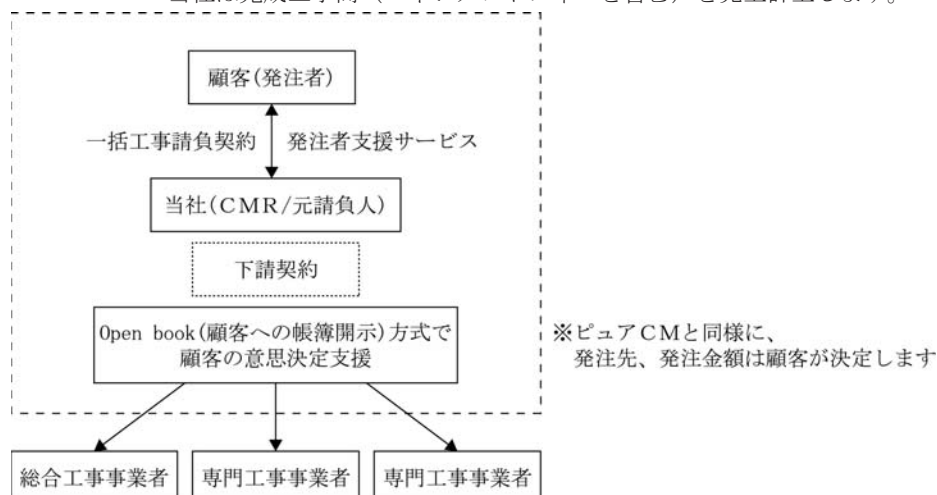 顧客(発注者)
一括工事請負契約 発注者支援サービス
当社(CMR/元請負人)
下請契約
Open book(顧客への帳簿開示)方式で
顧客の意思決定支援
※ピュアCMと同様に、
発注先、発注金額は顧客が決定します
総合工事事業者 専門工事事業者 専門工事事業者